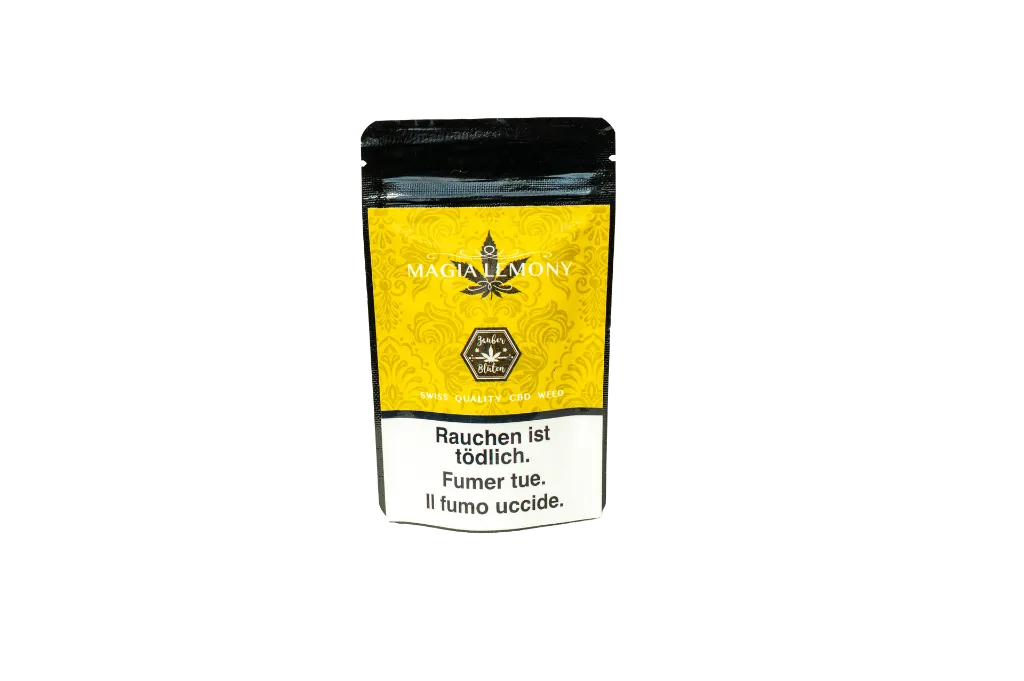 MAGIA LEMONY
Zauber
Blüten
SWISS QUALITY CBD WEED
Rauchen ist
tödlich.
Fumer tue.
Il fumo uccide.